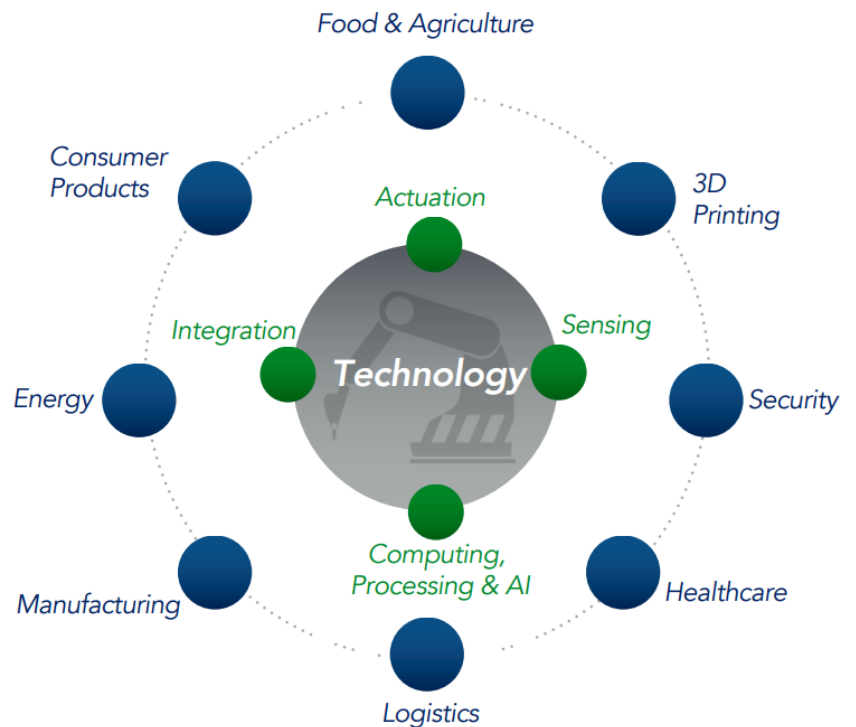 Food & Agriculture
Consumer
Products
3D
Printing
Actuation
Integration
Sensing
Technology
Energy
Security
Computing,
Processing & AI
Manufacturing
Healthcare
Logistics